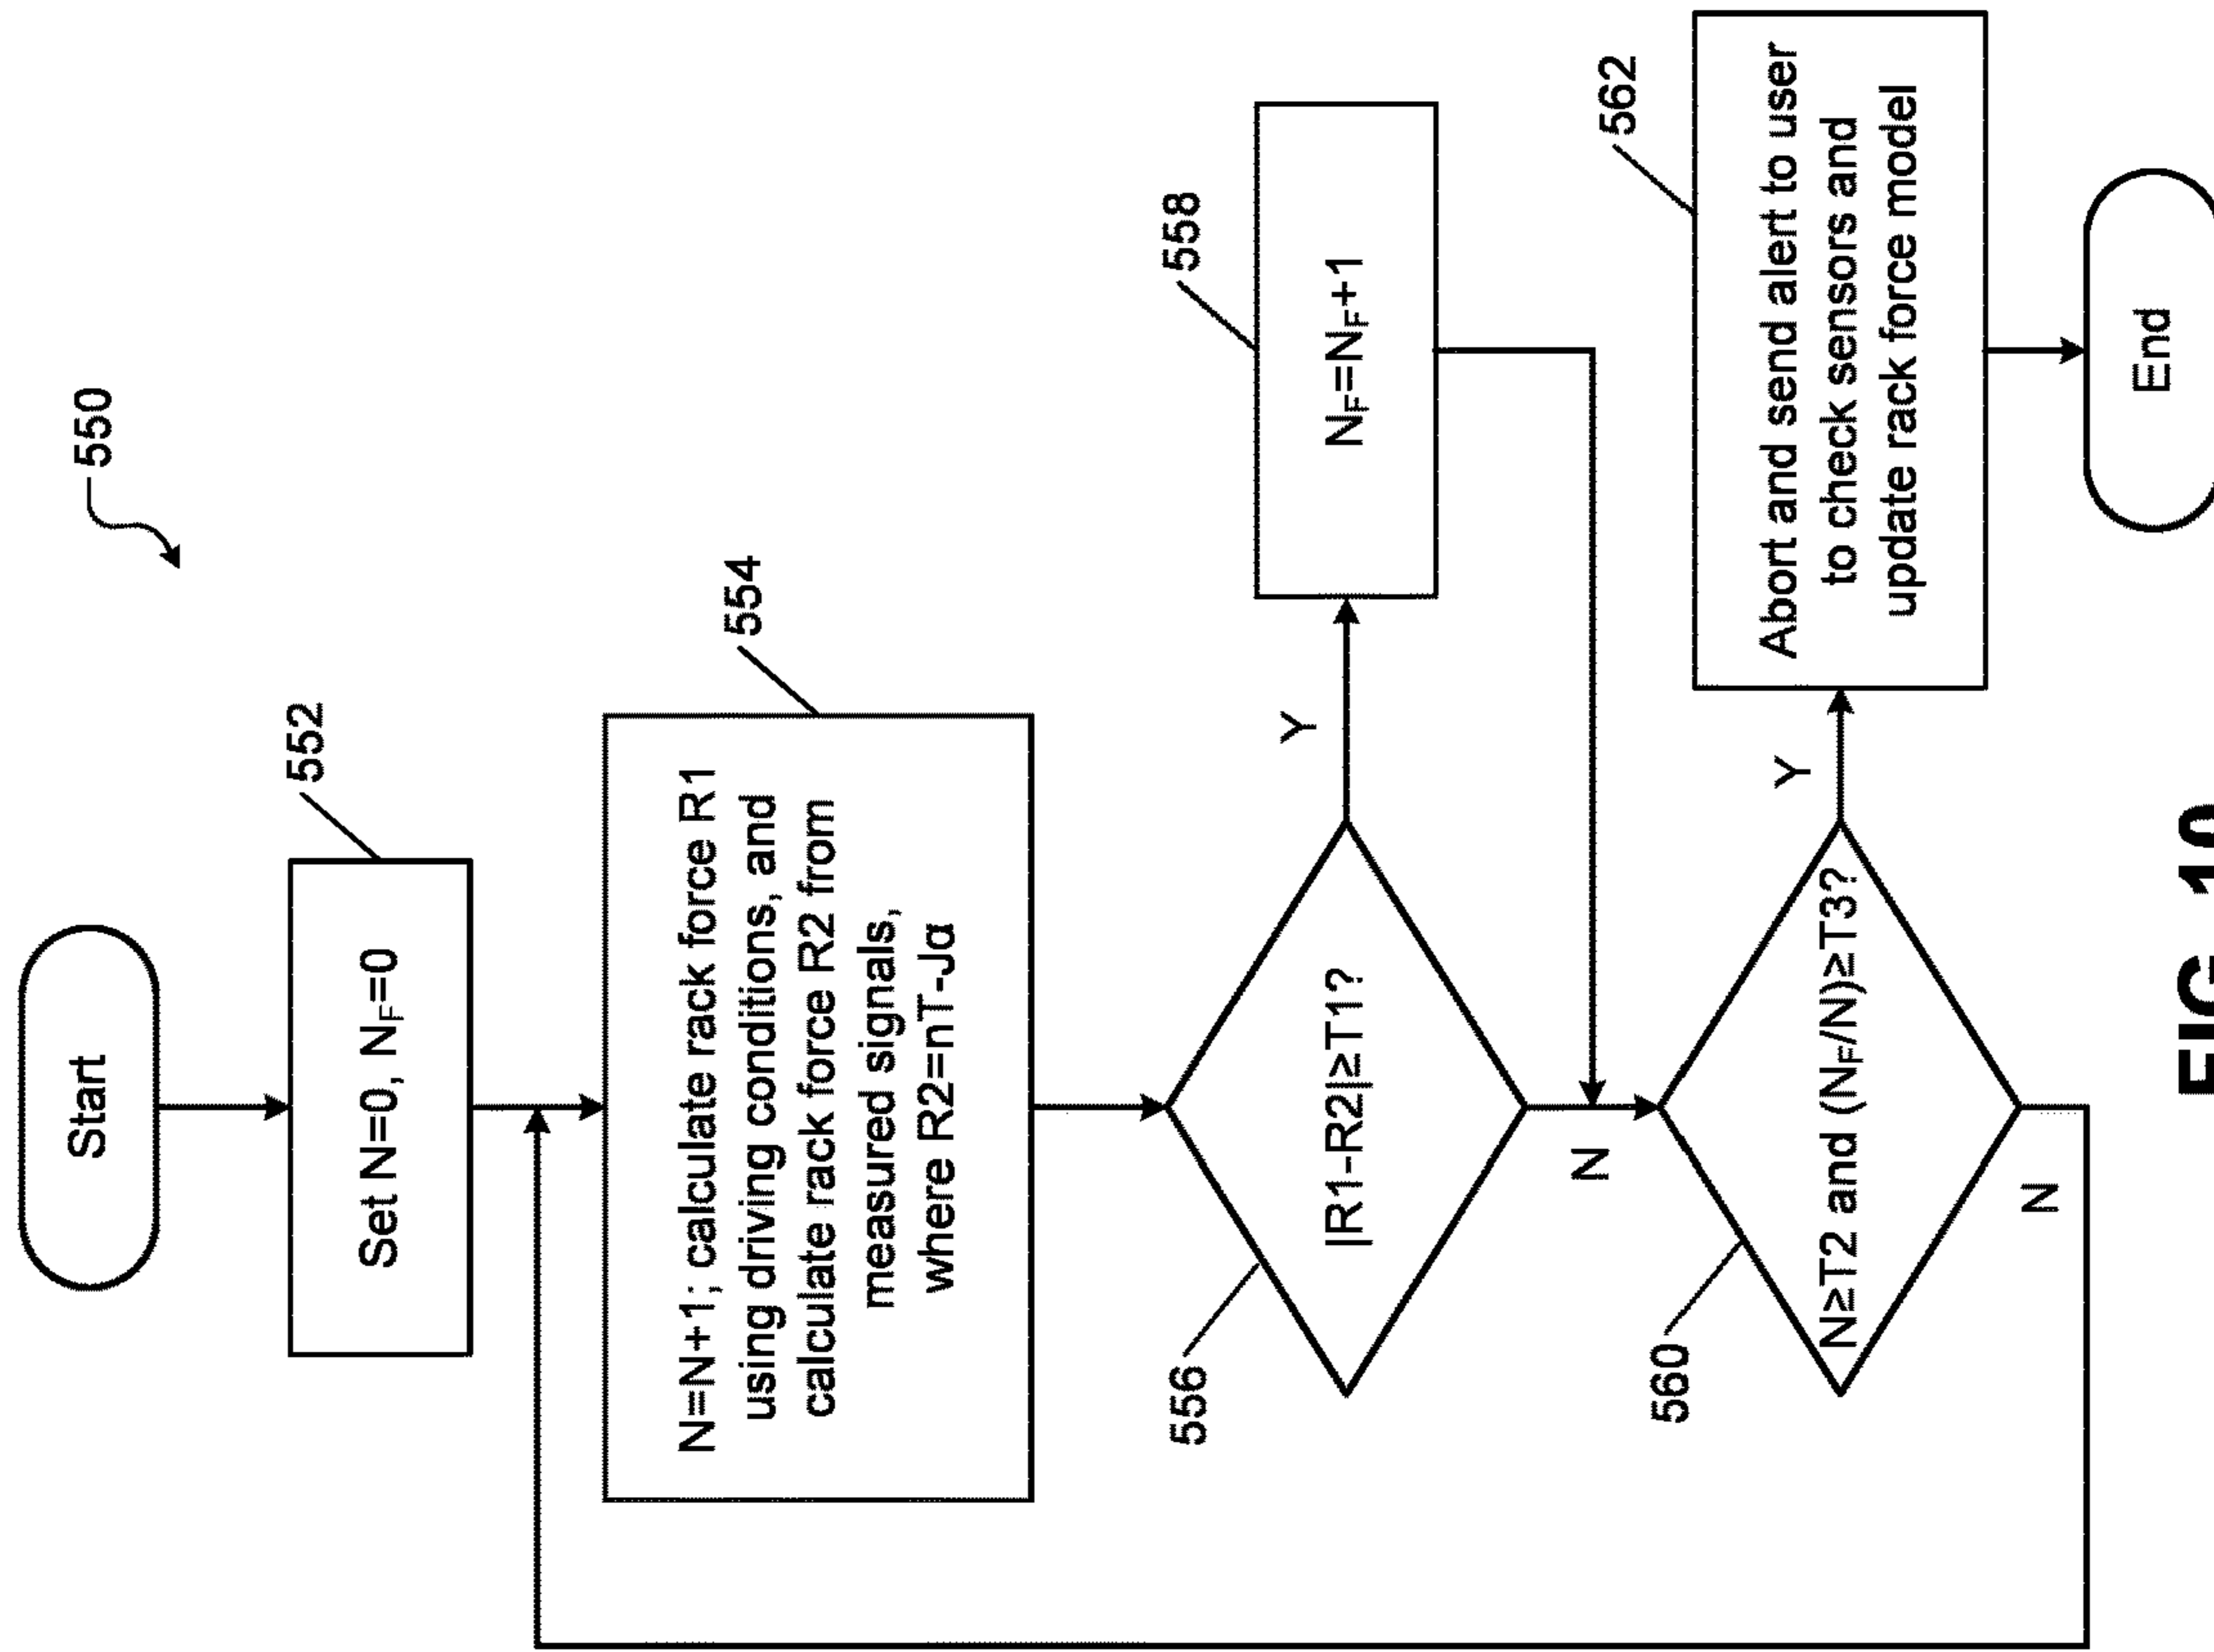 550
Start
552
Set N=0, N_F=0
554
N=N+1; calculate rack force R1
using driving conditions, and
calculate rack force R2 from
measured signals,
where R2=nT-Jα
556
|R1-R2|≥T1?
Y
558
N_F=N_F+1
N
560
N≥T2 and (N_F/N)≥T3?
Y
562
Abort and send alert to user
to check sensors and
update rack force model
N
End
FIG. 10